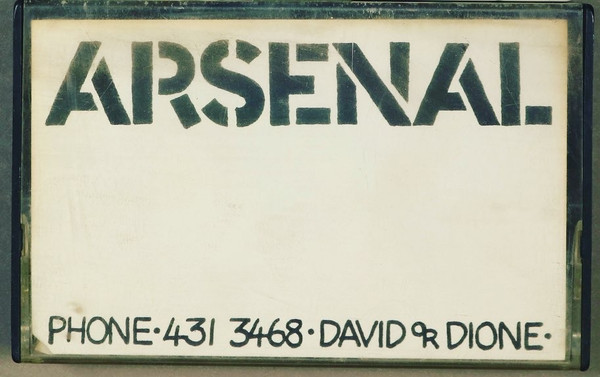 ARSENAL
PHONE·431 3468·DAVID OR DIONE·